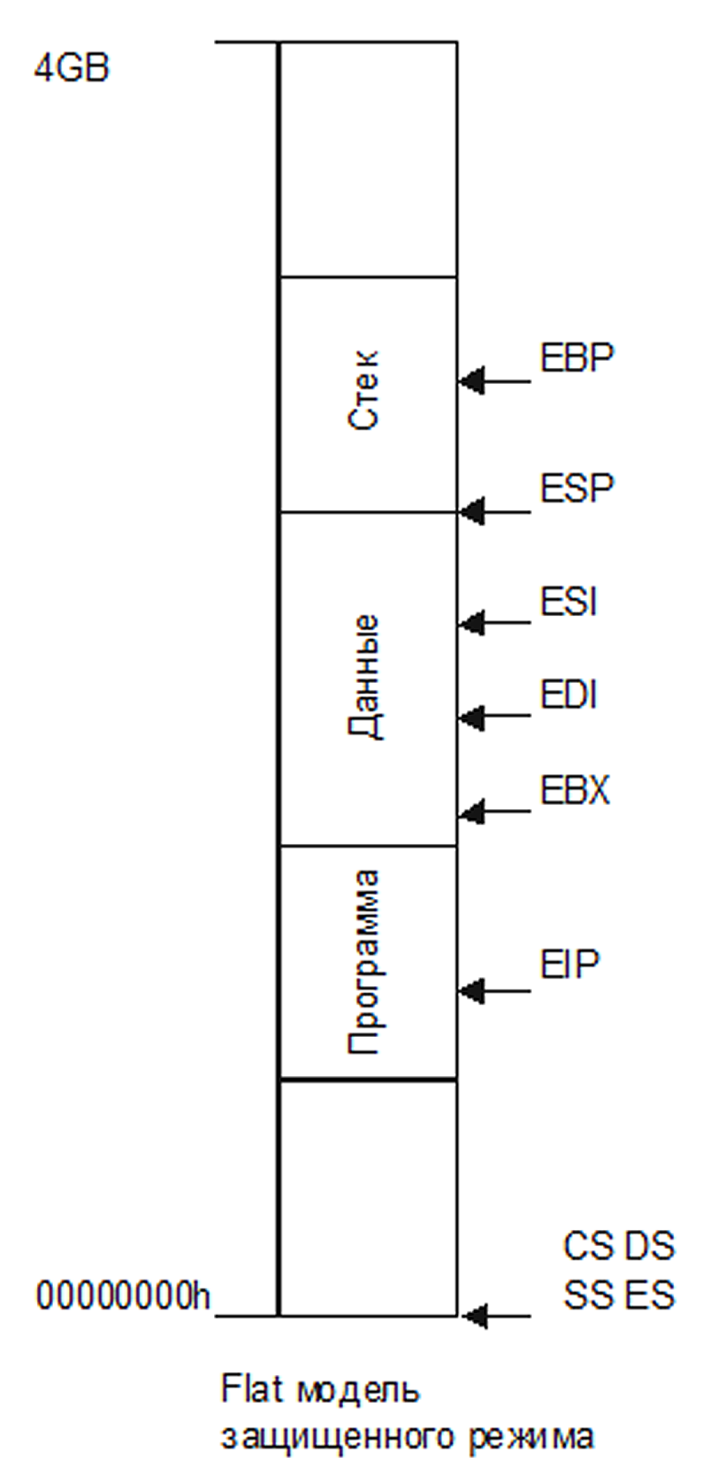 4GB
Стек
EBP
ESP
Данные
ESI
EDI
EBX
Программа
EIP
CS DS
SS ES
00000000h
Flat модель
защищенного режима